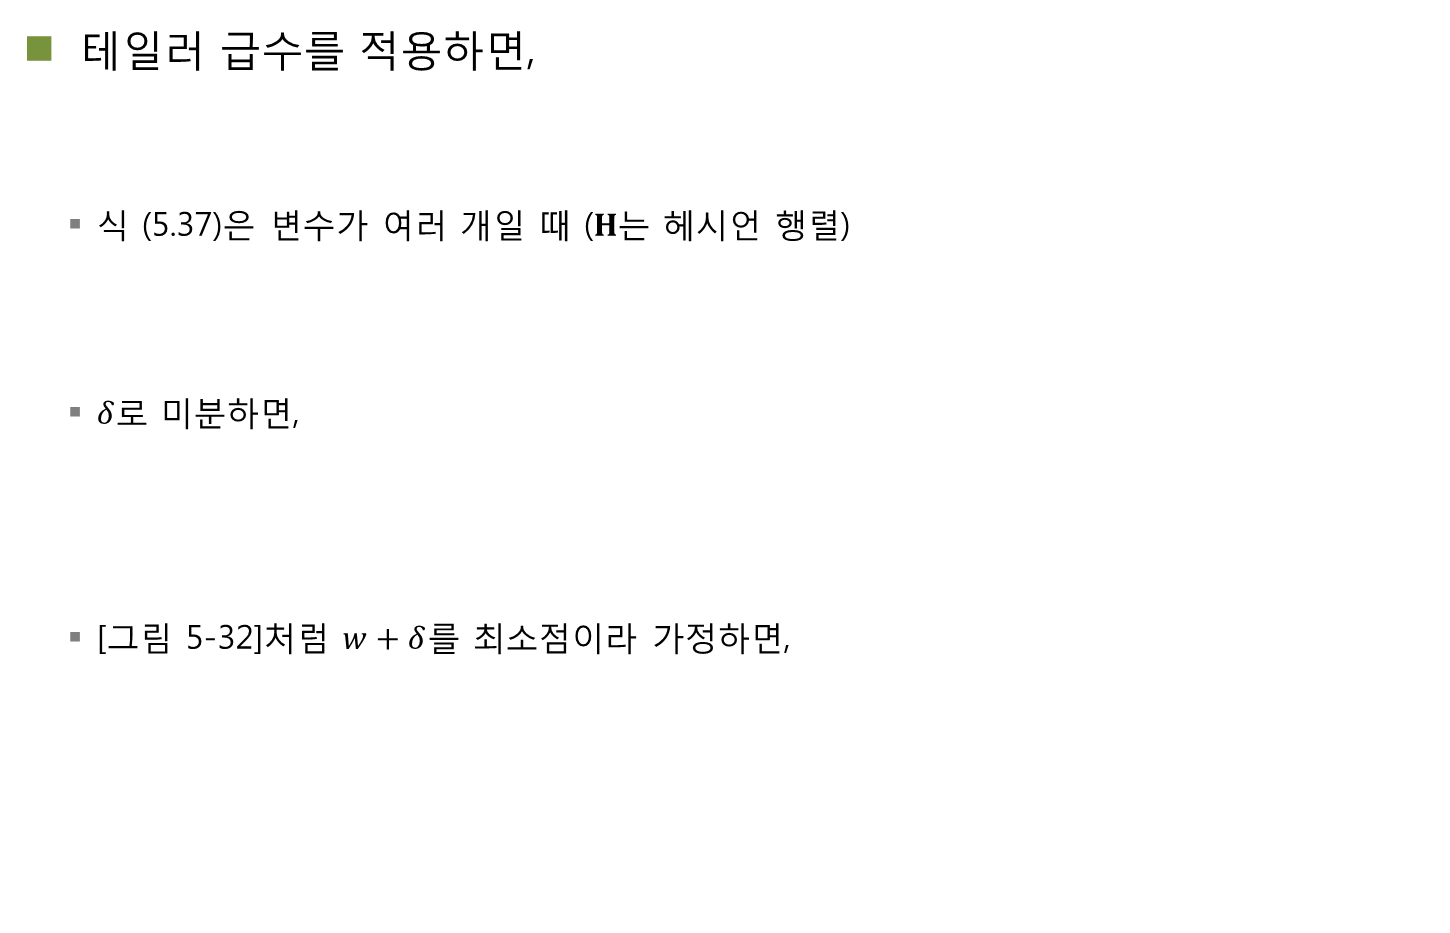 테일러 급수를 적용하면,
식 (5.37)은 변수가 여러 개일 때 (H는 헤시언 행렬)
δ로 미분하면,
[그림 5-32]처럼 w + δ를 최소점이라 가정하면,